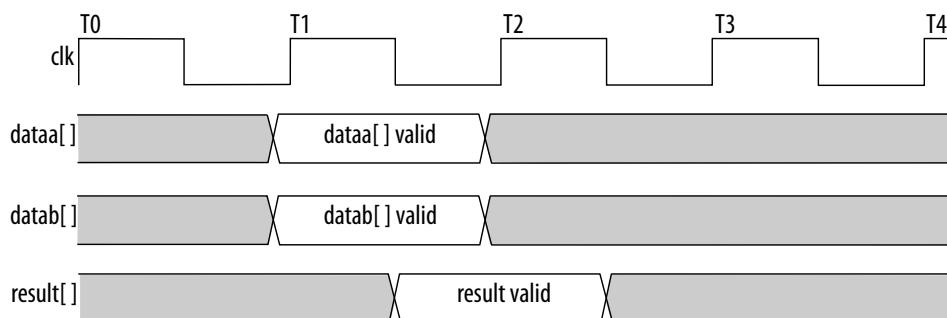 T0 T1 T2 T3 T4
clk
dataa[ ] dataa[ ] valid
datab[ ] datab[ ] valid
result[ ] result valid